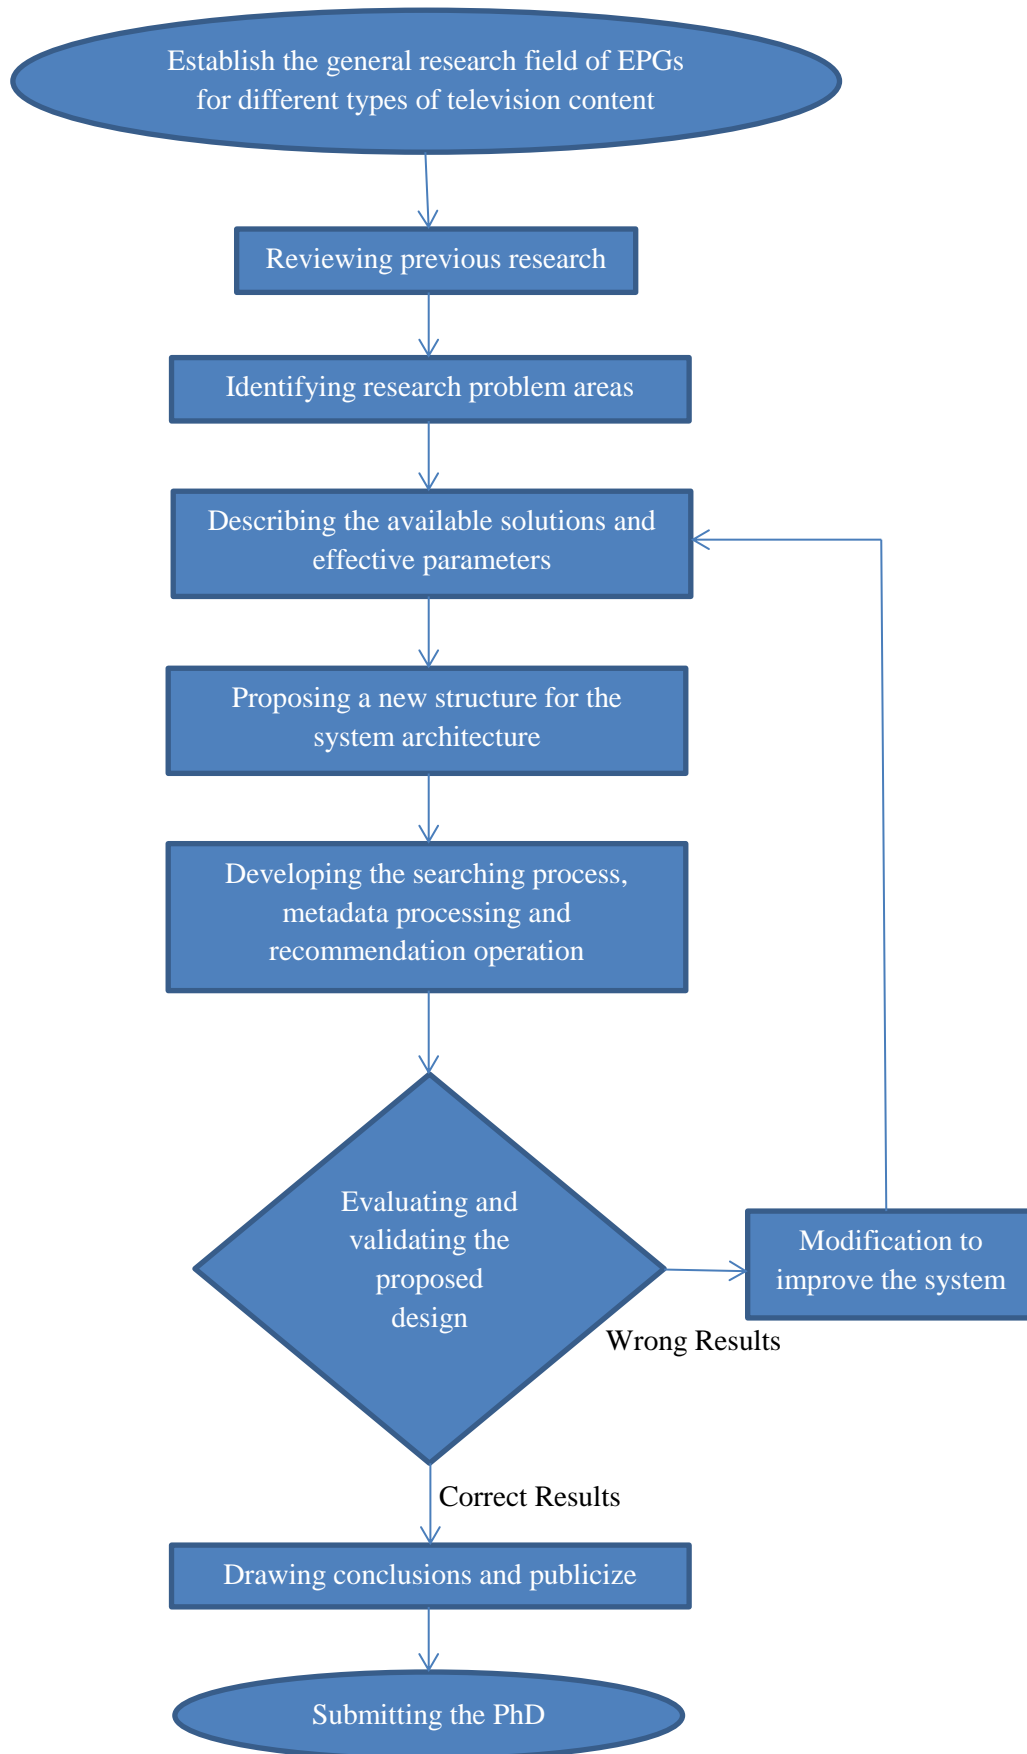 Establish the general research field of EPGs
for different types of television content
Reviewing previous research
Identifying research problem areas
Describing the available solutions and
effective parameters
Proposing a new structure for the
system architecture
Developing the searching process,
metadata processing and
recommendation operation
Evaluating and
validating the
proposed
design
Modification to
improve the system
Wrong Results
Correct Results
Drawing conclusions and publicize
Submitting the PhD